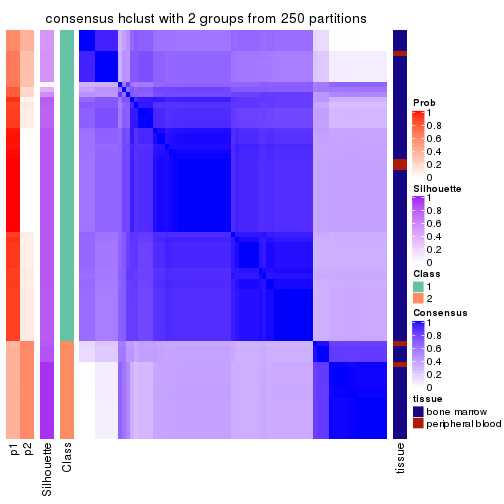 consensus hclust with 2 groups from 250 partitions
Prob
0.8
0.6
0.4
0.2
0
Silhouette
1
0.8
0.6
0.4
0.2
0
Class
1
2
Consensus
1
0.8
0.6
0.4
0.2
0
tissue
bone marrow
peripheral blood
p1
p2
Silhouette
Class
tissue